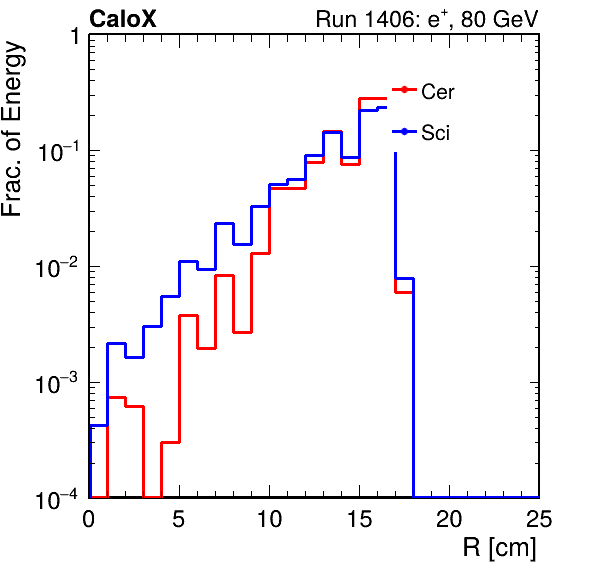 CaloX Run 1406: e⁺, 80 GeV
Frac. of Energy
1
10⁻¹
10⁻²
10⁻³
10⁻⁴
Cer
Sci
0 5 10 15 20 25
R [cm]